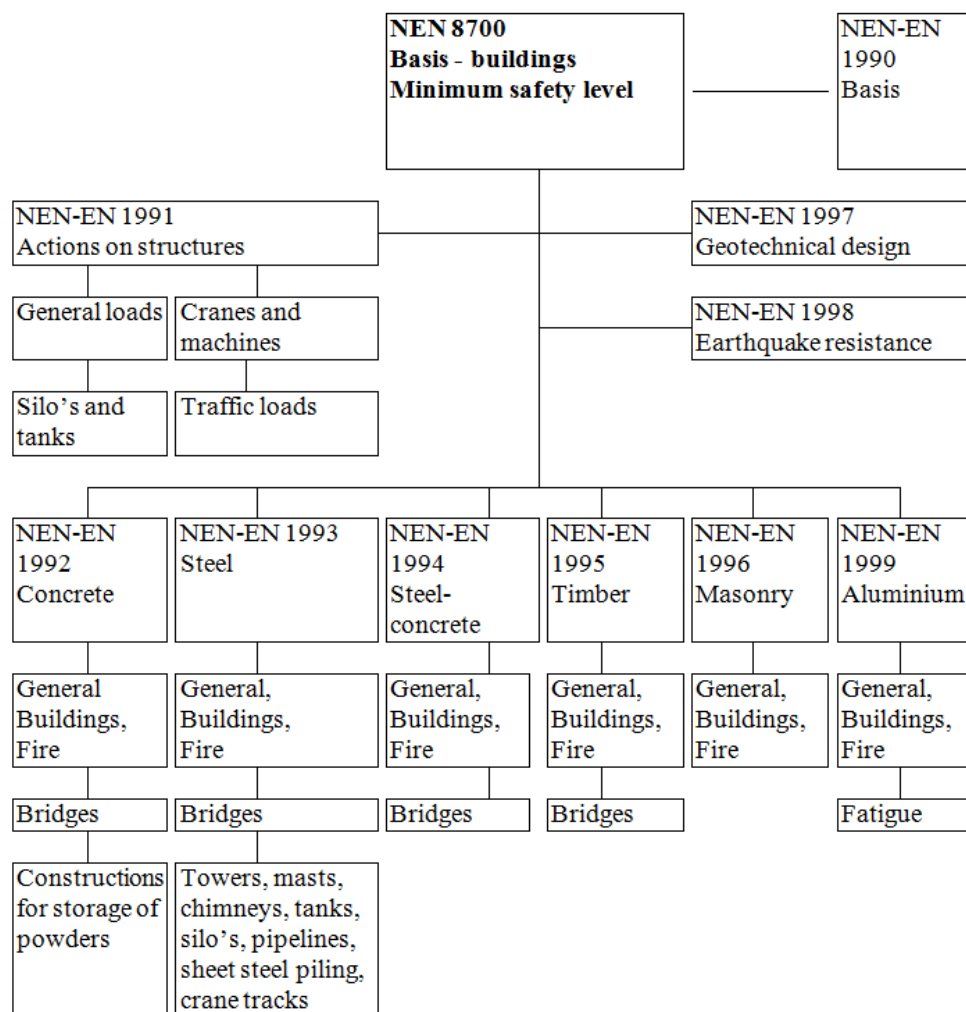 NEN 8700
Basis - buildings
Minimum safety level
NEN-EN
1990
Basis
NEN-EN 1991
Actions on structures
NEN-EN 1997
Geotechnical design
General loads
Cranes and
machines
NEN-EN 1998
Earthquake resistance
Silo’s and
tanks
Traffic loads
NEN-EN
1992
Concrete
NEN-EN 1993
Steel
NEN-EN
1994
Steel-
concrete
NEN-EN
1995
Timber
NEN-EN
1996
Masonry
NEN-EN
1999
Aluminium
General
Buildings,
Fire
General,
Buildings,
Fire
General,
Buildings,
Fire
General,
Buildings,
Fire
General,
Buildings,
Fire
General,
Buildings,
Fire
Bridges
Bridges
Bridges
Bridges
Fatigue
Constructions
for storage of
powders
Towers, masts,
chimneys, tanks,
silo’s, pipelines,
sheet steel piling,
crane tracks